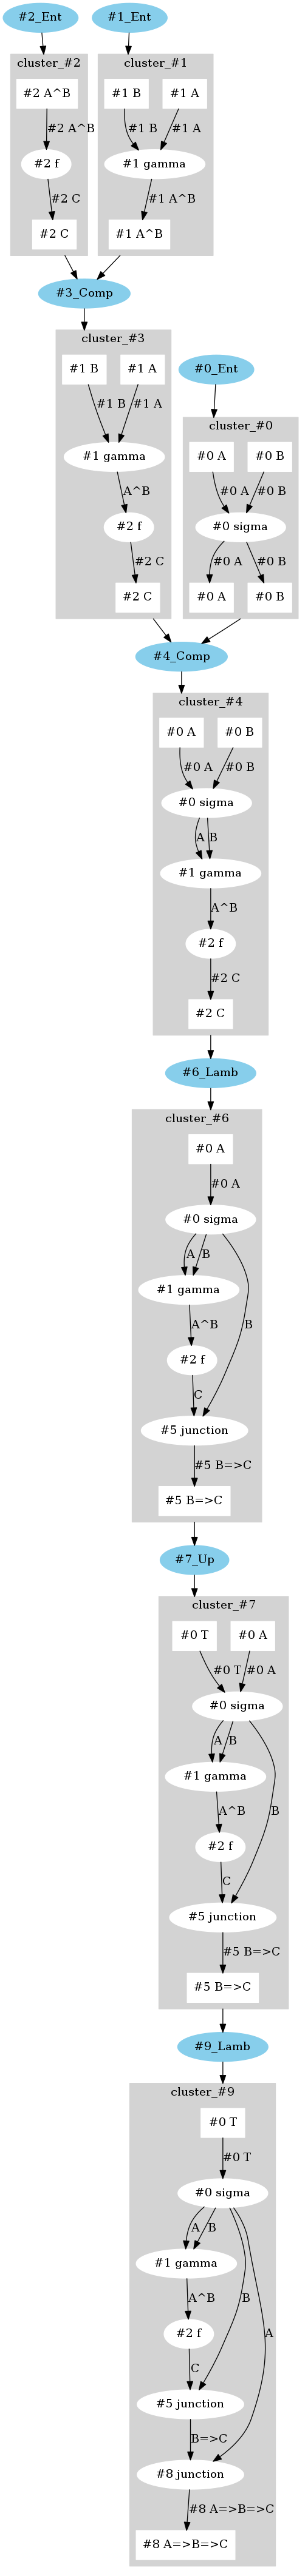 #2_Ent
#1_Ent
cluster_#2
cluster_#1
#2 A^B
#1 B
#1 A
#2 A^B
#1 B
#1 A
#2 f
#1 gamma
#2 C
#1 A^B
#2 C
#1 A^B
#3_Comp
cluster_#3
#1 B
#1 A
#0_Ent
#1 B
#1 A
cluster_#0
#1 gamma
#0 A
#0 B
A^B
#0 A
#0 B
#2 f
#0 sigma
#2 C
#0 A
#0 B
#2 C
#0 A
#0 B
#4_Comp
cluster_#4
#0 A
#0 B
#0 A
#0 B
#0 sigma
A
B
#1 gamma
A^B
#2 f
#2 C
#2 C
#6_Lamb
cluster_#6
#0 A
#0 A
#0 sigma
A
B
#1 gamma
A^B
B
#2 f
C
#5 junction
#5 B=>C
#5 B=>C
#7_Up
cluster_#7
#0 T
#0 A
#0 T
#0 A
#0 sigma
A
B
#1 gamma
A^B
B
#2 f
C
#5 junction
#5 B=>C
#5 B=>C
#9_Lamb
cluster_#9
#0 T
#0 T
#0 sigma
A
B
#1 gamma
A^B
B
A
#2 f
C
#5 junction
B=>C
#8 junction
#8 A=>B=>C
#8 A=>B=>C